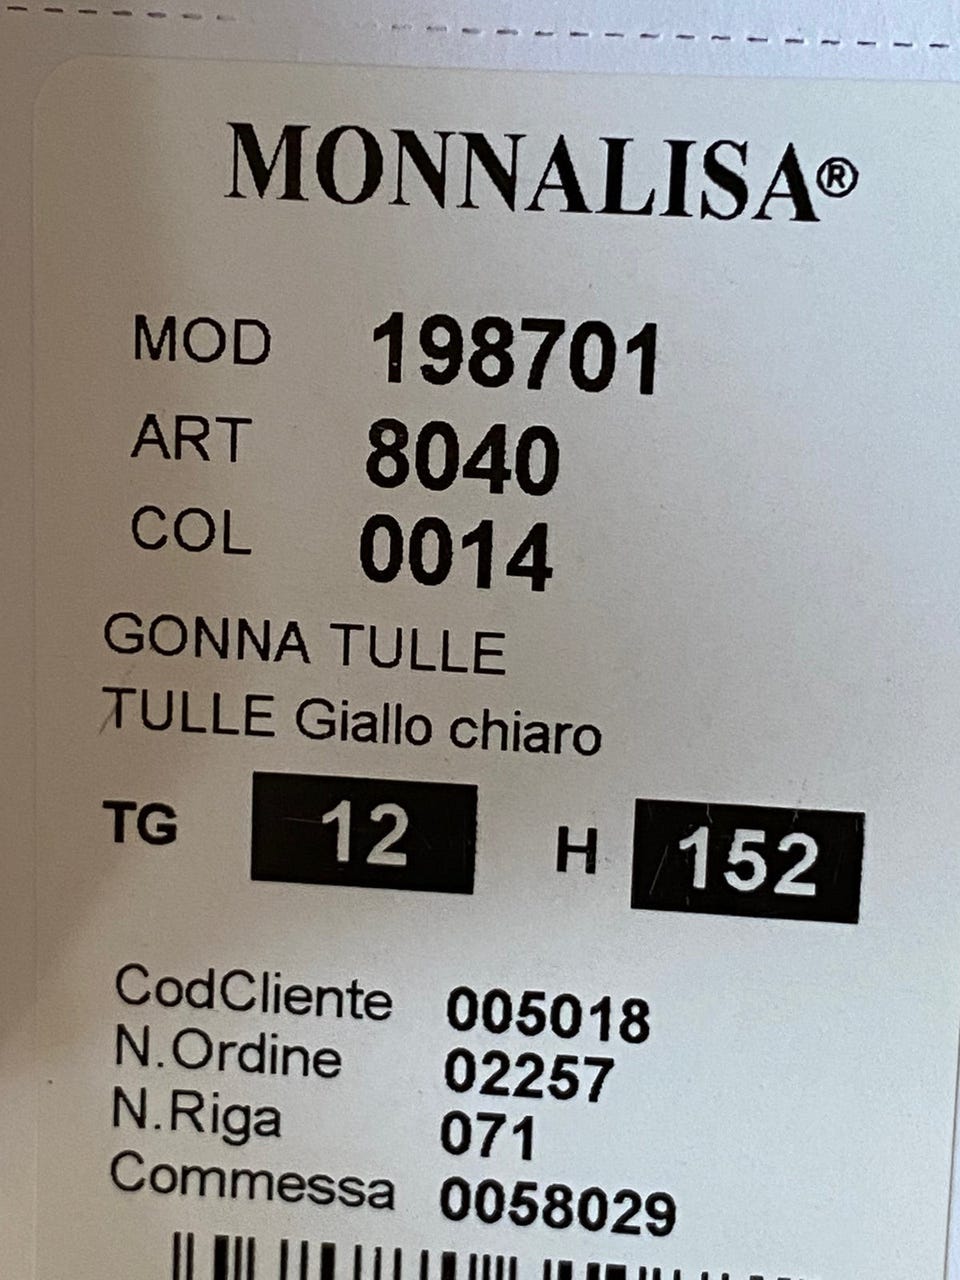 MONNALISA®
MOD 198701
ART 8040
COL 0014
GONNA TULLE
TULLE Giallo chiaro
TG 12 H 152
CodCliente 005018
N.Ordine 02257
N.Riga 071
Commessa 0058029